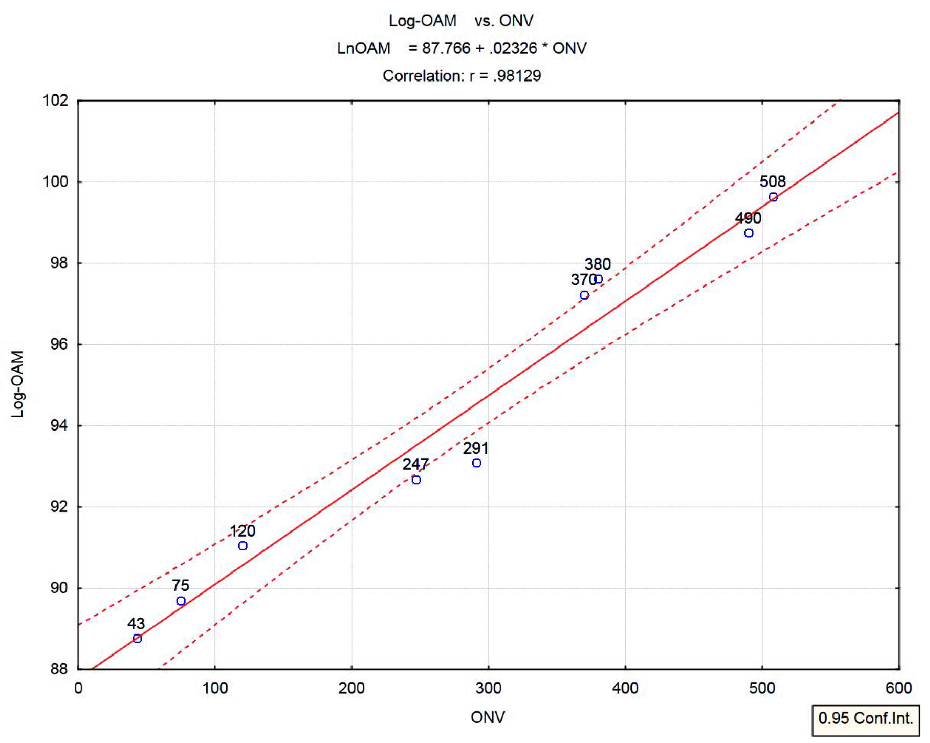 Log-OAM vs. ONV
LnOAM = 87.766 + .02326 * ONV
Correlation: r = .98129
102
100
98
96
94
92
90
88
Log-OAM
508
490
380
370
291
247
120
75
43
0 100 200 300 400 500 600
ONV
0.95 Conf.Int.